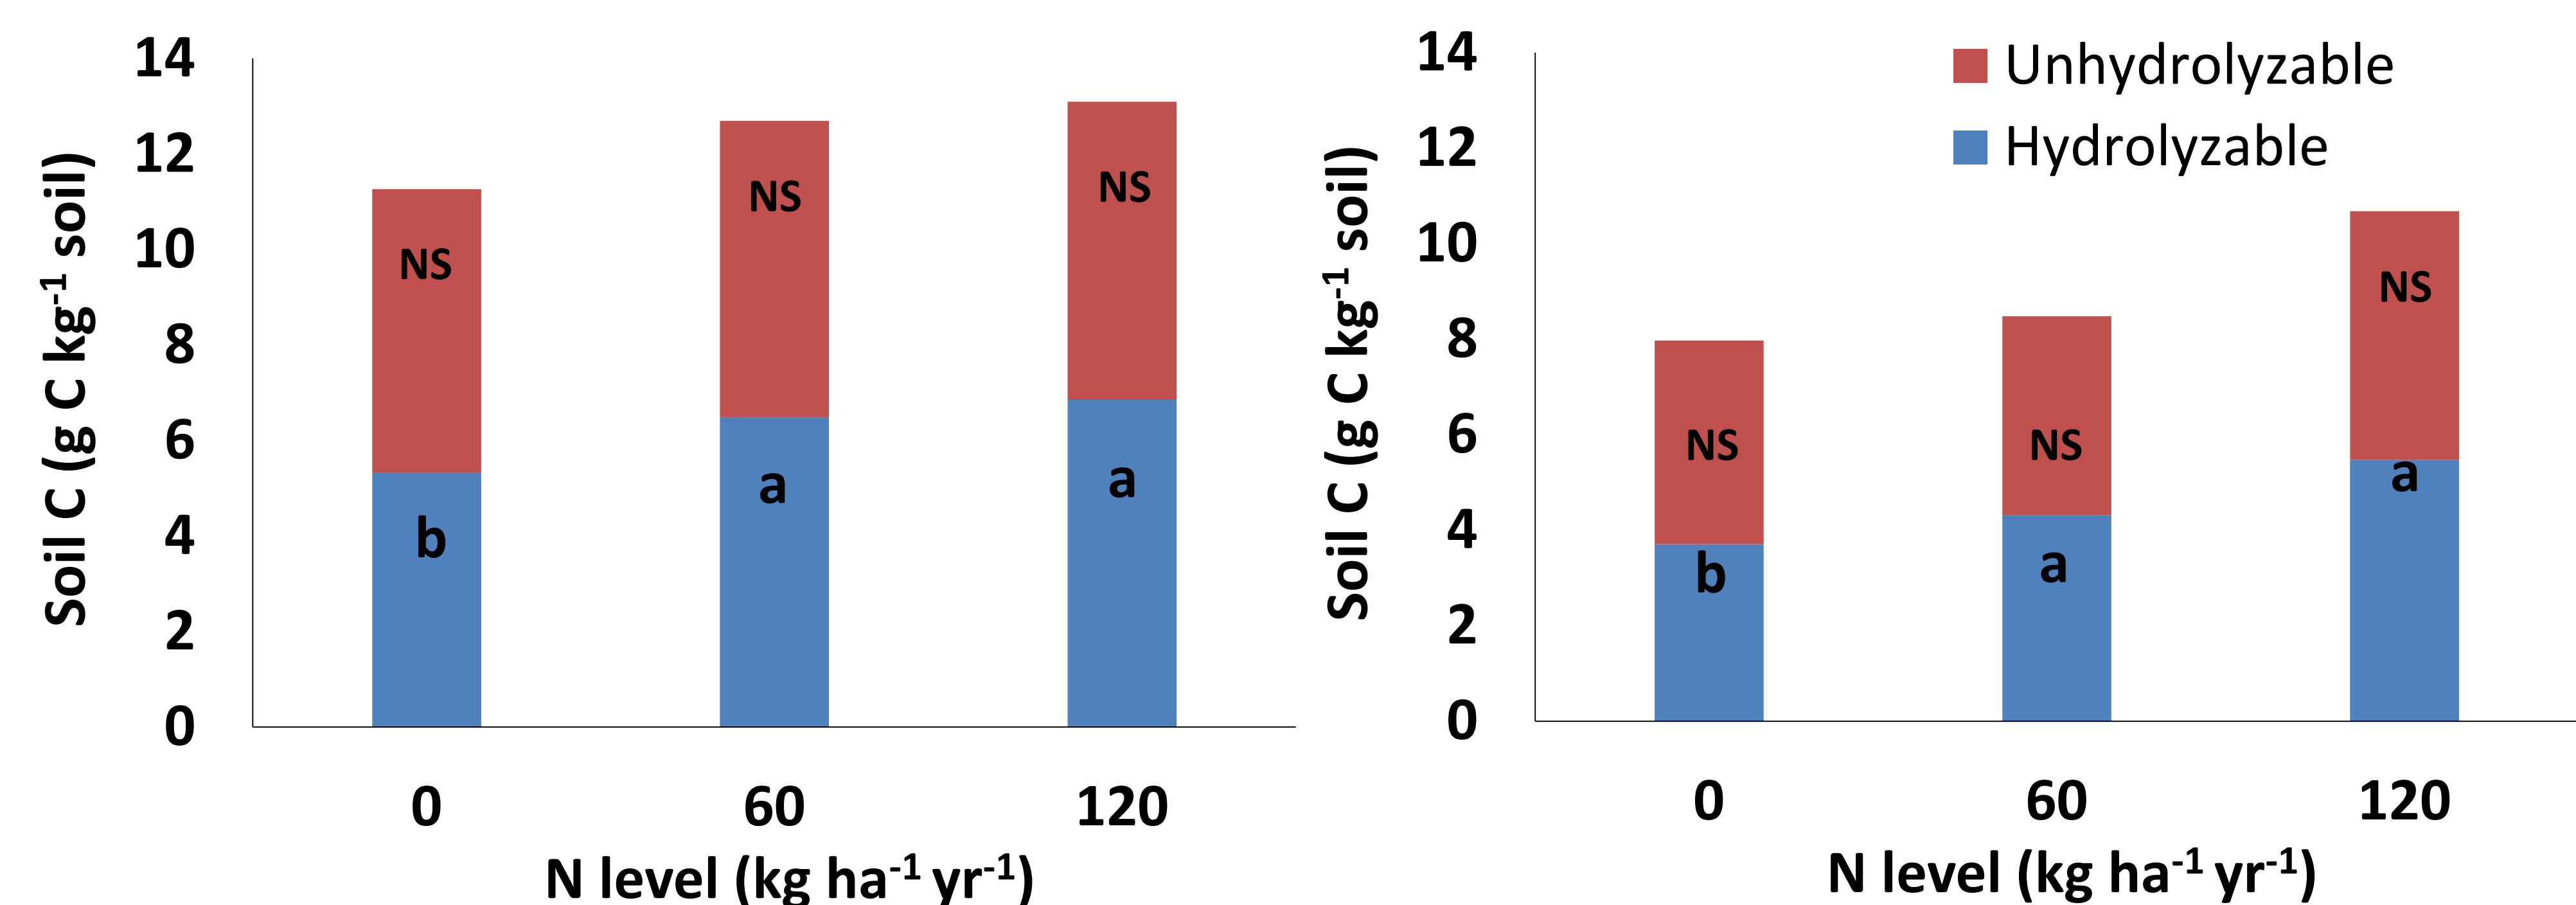 Soil C (g C kg⁻¹ soil)
14
12
10
8
6
4
2
0
NS
NS
NS
b
a
a
0 60 120
N level (kg ha⁻¹ yr⁻¹)
Soil C (g C kg⁻¹ soil)
14
12
10
8
6
4
2
0
Unhydrolyzable
Hydrolyzable
NS
NS
NS
b
a
a
0 60 120
N level (kg ha⁻¹ yr⁻¹)